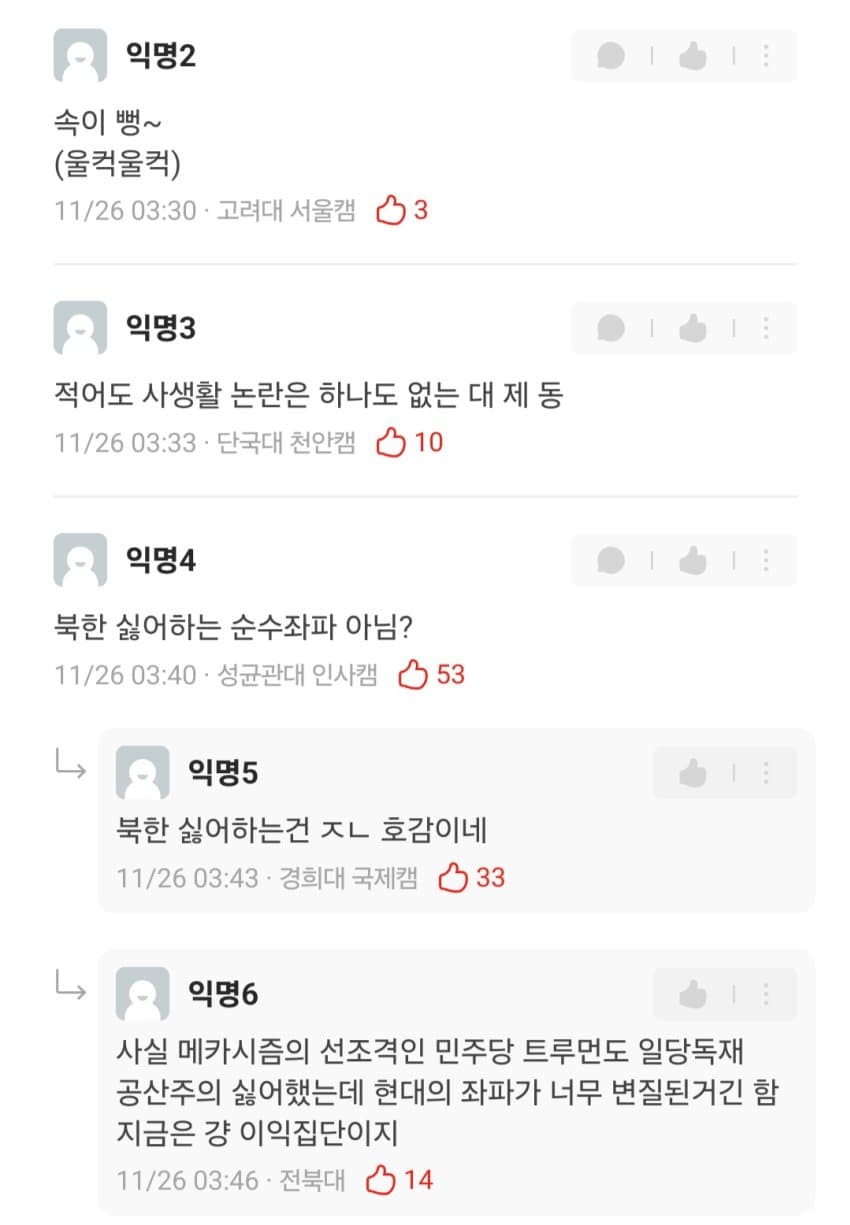 익명2
속이 뻥~
(울컥울컥)
11/26 03:30 · 고려대 서울캠 3
익명3
적어도 사생활 논란은 하나도 없는 대 제 동
11/26 03:33 · 단국대 천안캠 10
익명4
북한 싫어하는 순수좌파 아님?
11/26 03:40 · 성균관대 인사캠 53
익명5
북한 싫어하는건 ㅈㄴ 호감이네
11/26 03:43 · 경희대 국제캠 33
익명6
사실 메카시즘의 선조격인 민주당 트루먼도 일당독재
공산주의 싫어했는데 현대의 좌파가 너무 변질된거긴 함
지금은 걍 이익집단이지
11/26 03:46 · 전북대 14